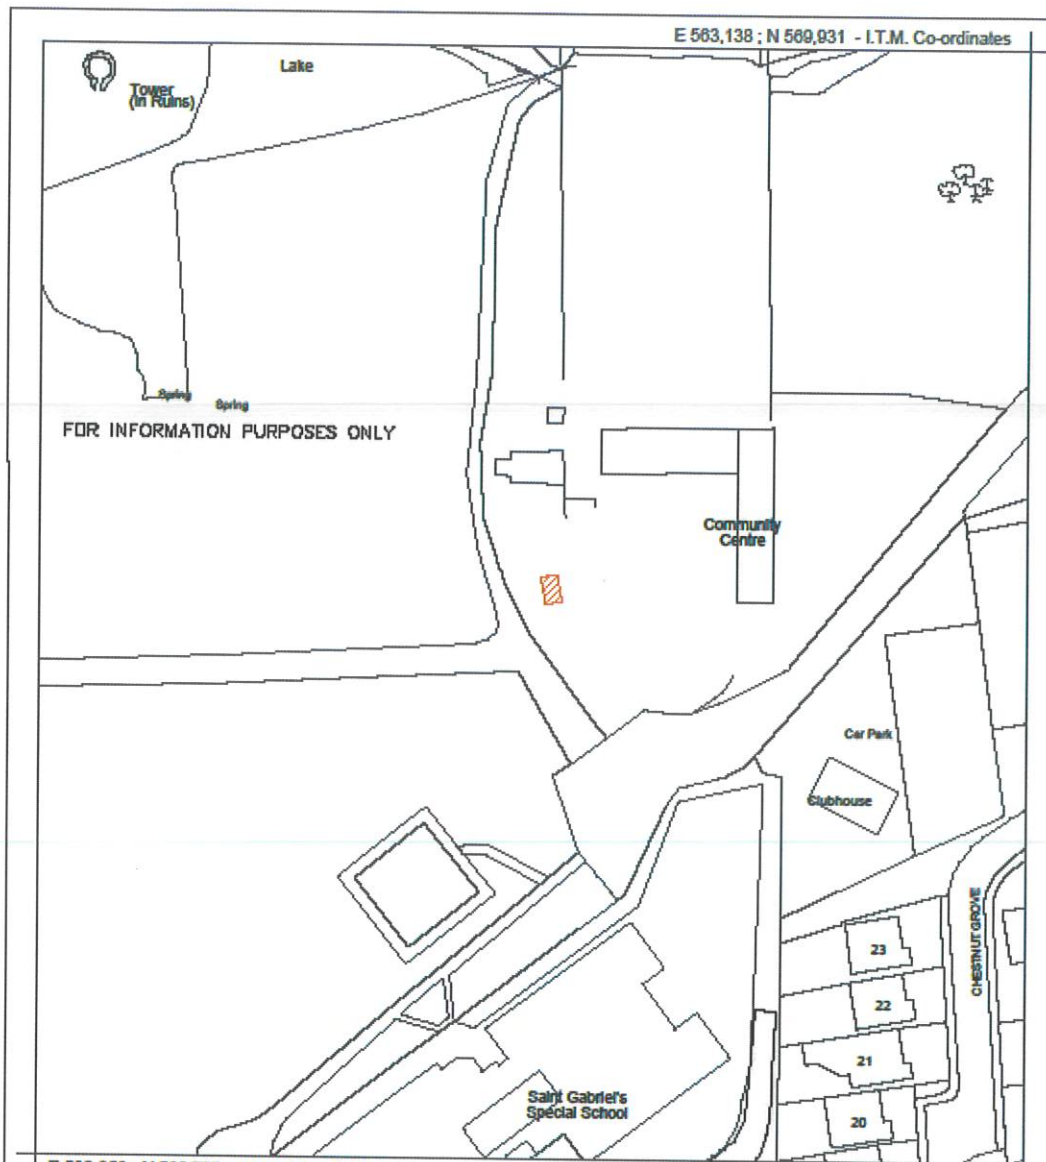 E 563,138 ; N 569,931 - I.T.M. Co-ordinates
Lake
Tower
(In Ruins)
Spring
Spring
FOR INFORMATION PURPOSES ONLY
Community
Centre
Car Park
Clubhouse
CHESTNUT GROVE
23
22
21
20
Saint Gabriel's
Special School